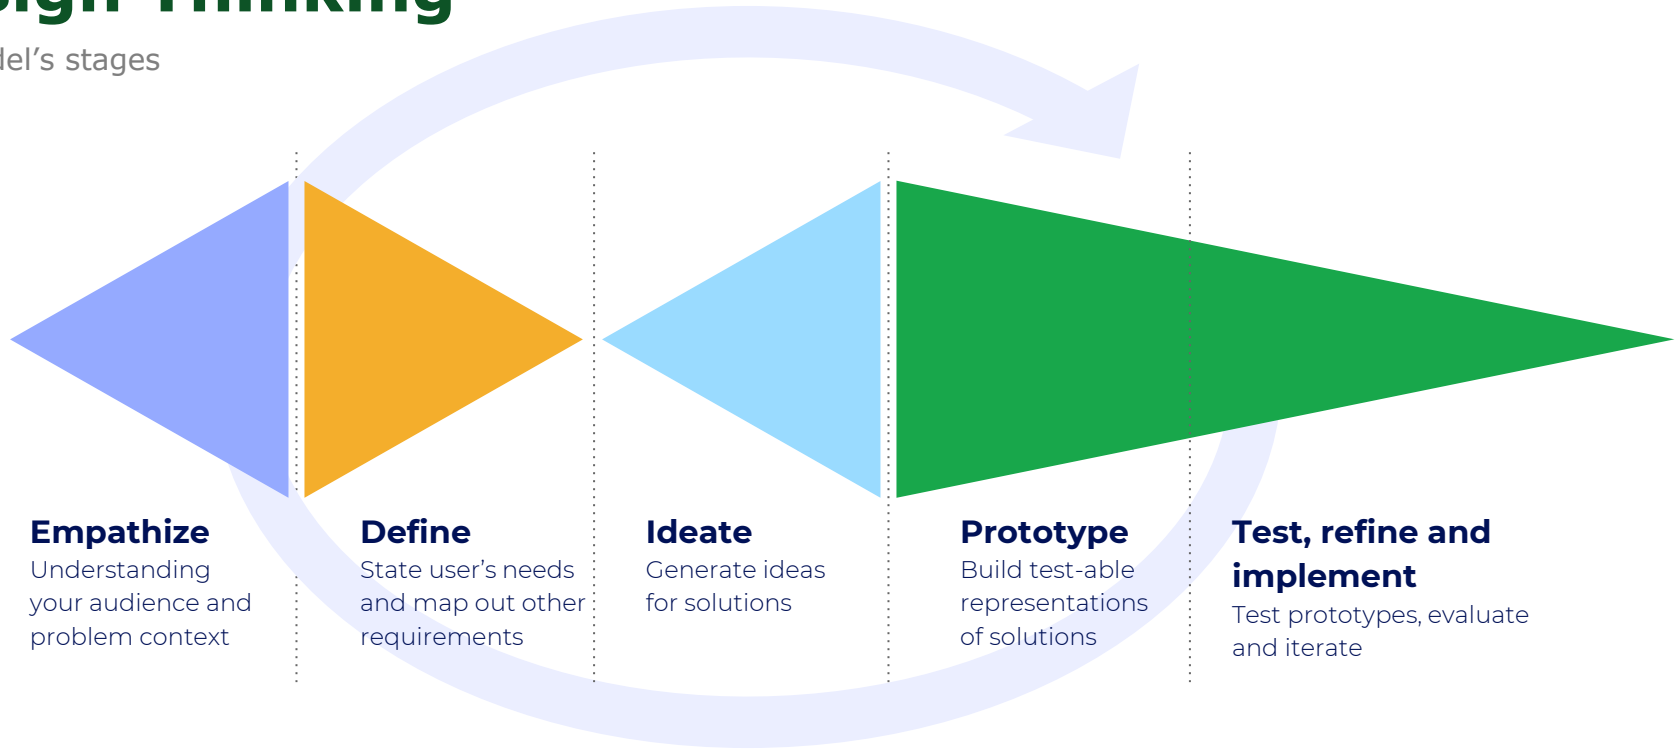 sign Thinking
del’s stages
Empathize
Understanding
your audience and
problem context
Define
State user’s needs
and map out other
requirements
Ideate
Generate ideas
for solutions
Prototype
Build test-able
representations
of solutions
Test, refine and
implement
Test prototypes, evaluate
and iterate